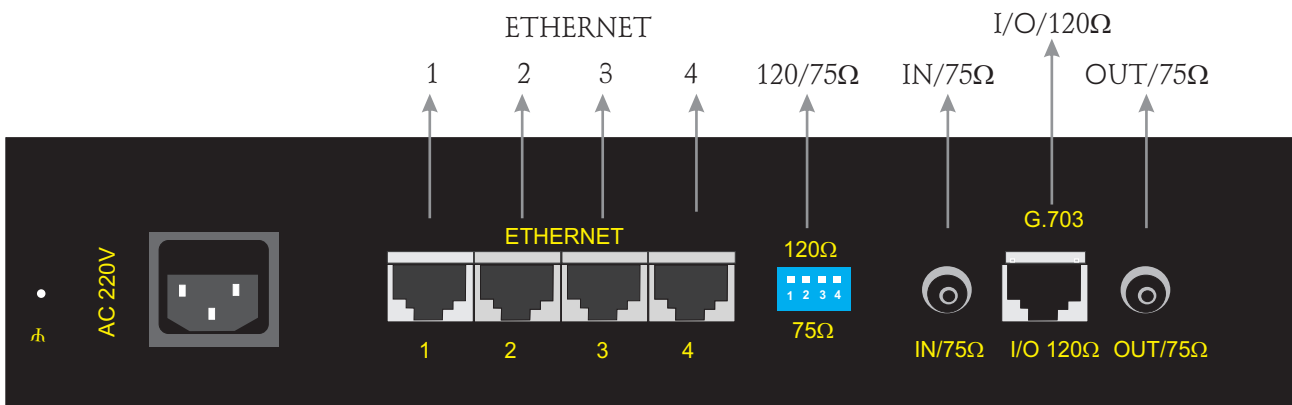 ETHERNET I/O/120Ω
1 2 3 4 120/75Ω IN/75Ω OUT/75Ω
G.703
ETHERNET 120Ω
AC 220V
1 2 3 4
75Ω
1 2 3 4 IN/75Ω I/O 120Ω OUT/75Ω